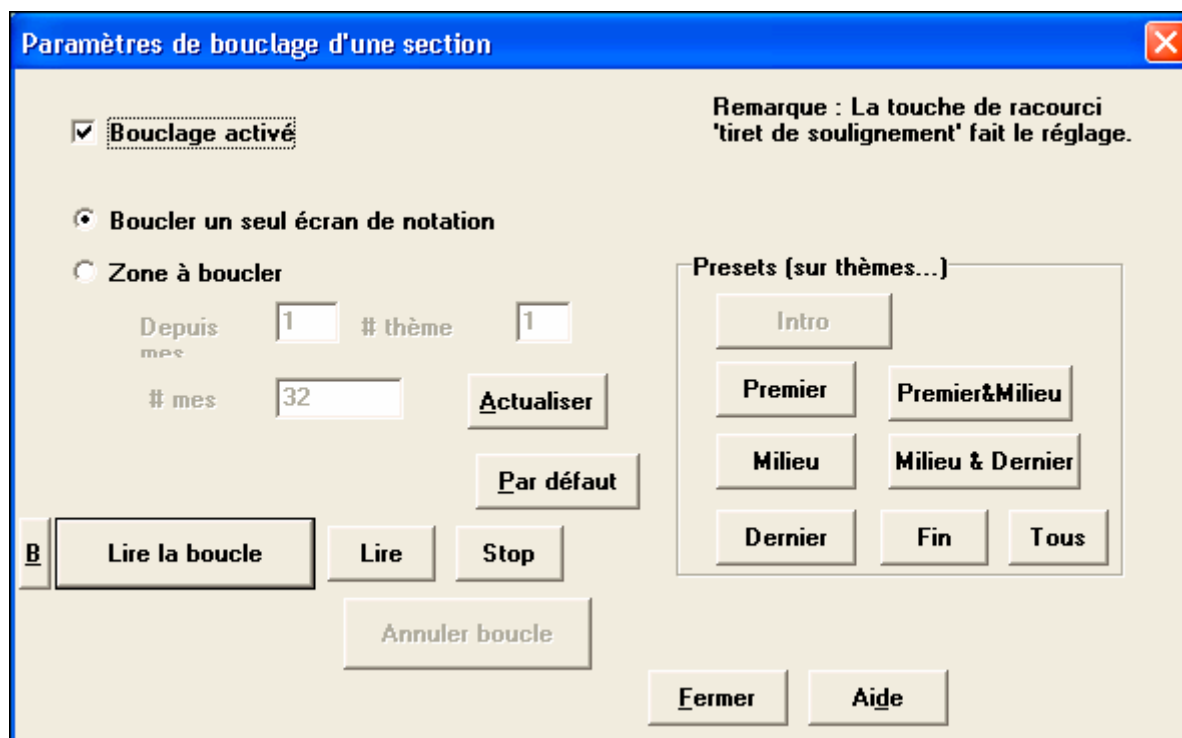 Paramètres de bouclage d'une section
Bouclage activé
Remarque : La touche de racourci
'tiret de soulignement' fait le réglage.
Boucler un seul écran de notation
Zone à boucler
Depuis
mes
1
# thème
1
# mes
32
Actualiser
Par défaut
Presets (sur thèmes...)
Intro
Premier
Premier&Milieu
Milieu
Milieu & Dernier
Dernier
Fin
Tous
B
Lire la boucle
Lire
Stop
Annuler boucle
Fermer
Aide